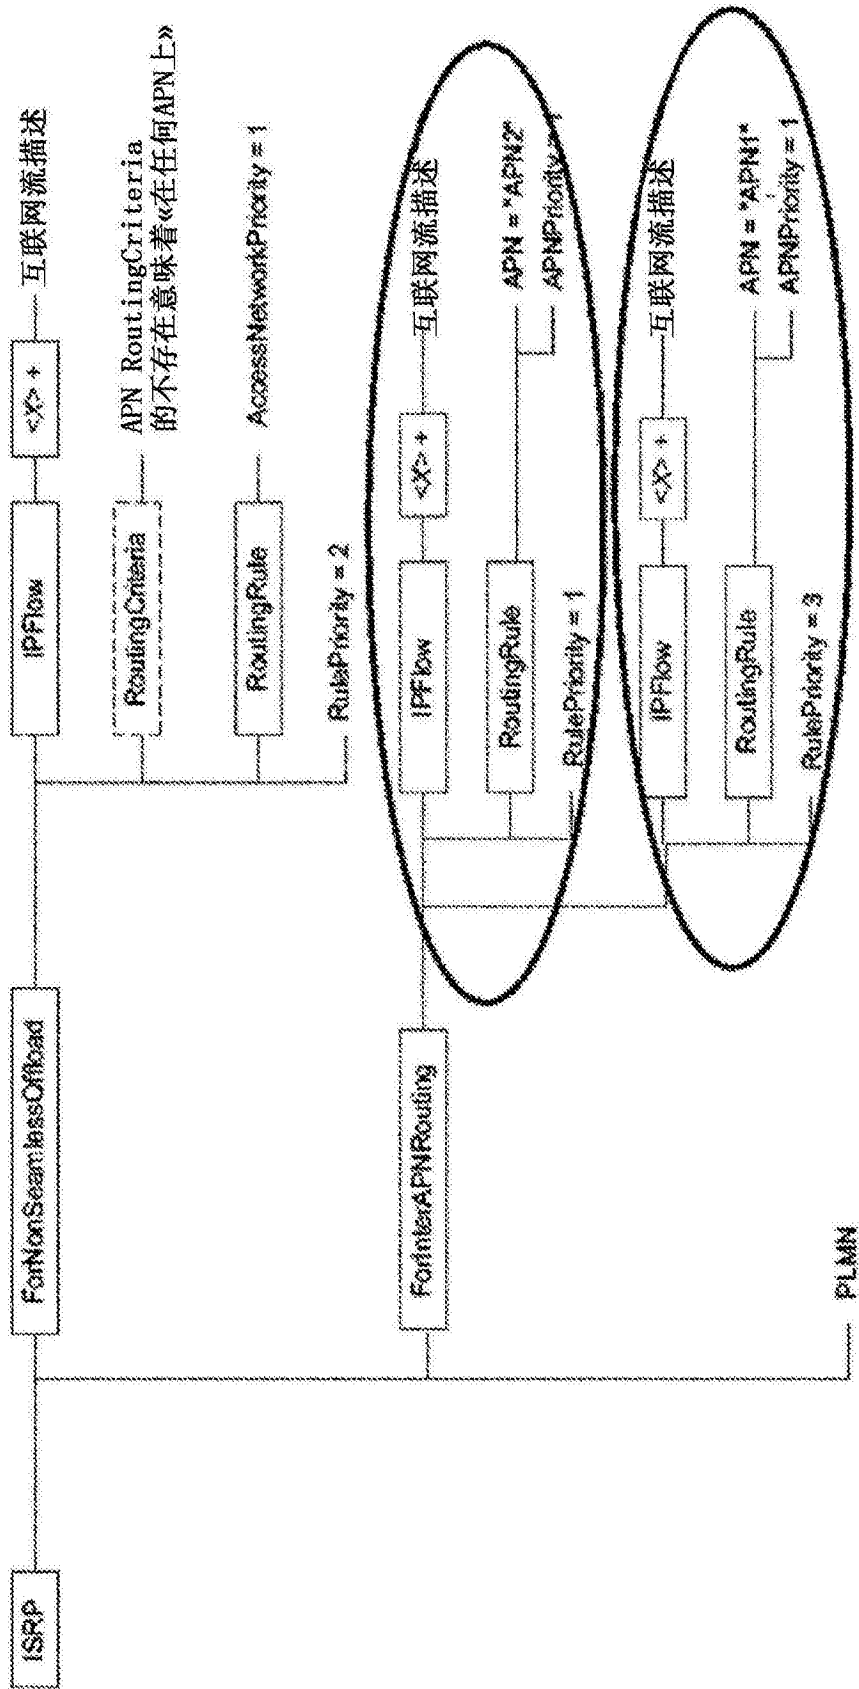 ISRP
ForNonSeamlessOffload
IPFlow
<X> +
互联网流描述
RoutingCriteria
APN RoutingCriteria
的不存在意味着«在任何APN上»
RoutingRule
AccessNetworkPriority = 1
RulePriority = 2
ForInterAPNRouting
IPFlow
<X> +
互联网流描述
RoutingRule
APN = "APN2"
APNPriority = 1
RulePriority = 1
IPFlow
<X> +
互联网流描述
RoutingRule
APN = "APN1"
APNPriority = 1
RulePriority = 3
PLMN